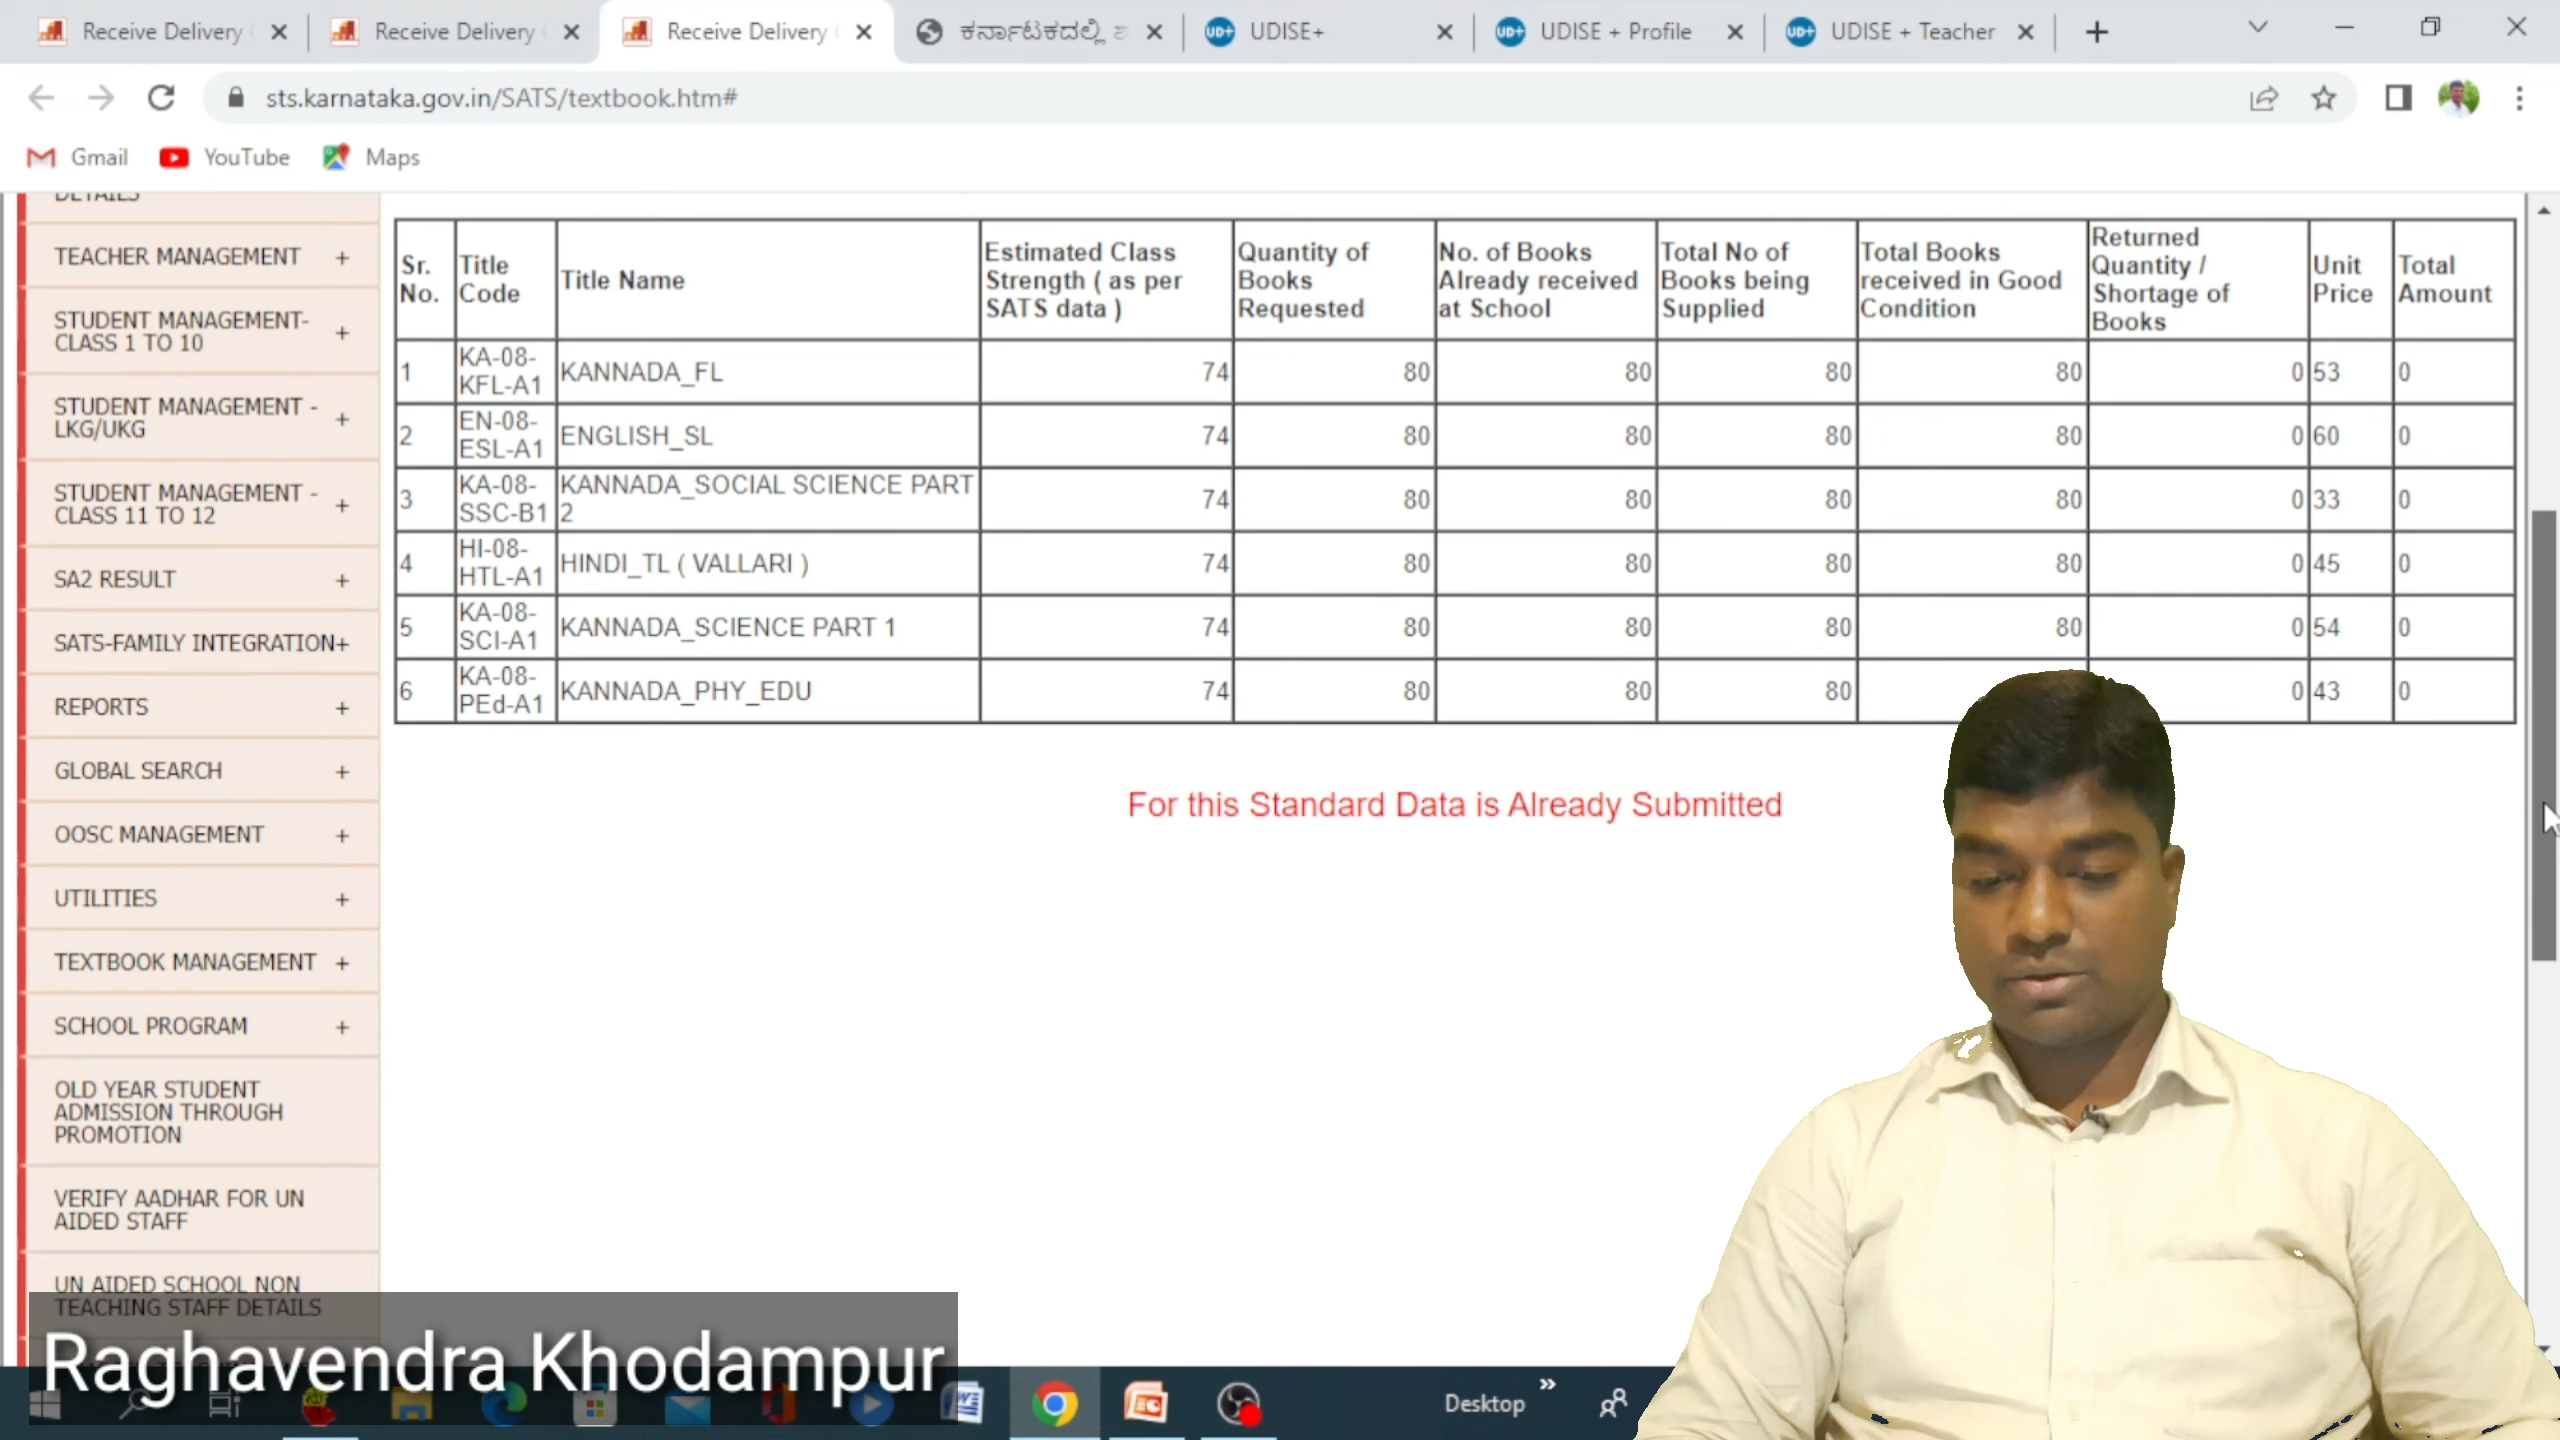 Receive Delivery
Receive Delivery
Receive Delivery
ಕರ್ನಾಟಕದಲ್ಲಿ
UDISE+
UDISE + Profile
UDISE + Teacher
sts.karnataka.gov.in/SATS/textbook.htm#
Gmail YouTube Maps
DETAILS
TEACHER MANAGEMENT +
STUDENT MANAGEMENT- CLASS 1 TO 10 +
STUDENT MANAGEMENT - LKG/UKG +
STUDENT MANAGEMENT - CLASS 11 TO 12 +
SA2 RESULT +
SATS-FAMILY INTEGRATION+
REPORTS +
GLOBAL SEARCH +
OOSC MANAGEMENT +
UTILITIES +
TEXTBOOK MANAGEMENT +
SCHOOL PROGRAM +
OLD YEAR STUDENT ADMISSION THROUGH PROMOTION
VERIFY AADHAR FOR UN AIDED STAFF
UN AIDED SCHOOL NON TEACHING STAFF DETAILS
Sr. No. Title Code Title Name Estimated Class Strength ( as per SATS data ) Quantity of Books Requested No. of Books Already received at School Total No of Books being Supplied Total Books received in Good Condition Returned Quantity / Shortage of Books Unit Price Total Amount
1 KA-08-KFL-A1 KANNADA_FL 74 80 80 80 80 0 53 0
2 EN-08-ESL-A1 ENGLISH_SL 74 80 80 80 80 0 60 0
3 KA-08-SSC-B1 KANNADA_SOCIAL SCIENCE PART 2 74 80 80 80 80 0 33 0
4 HI-08-HTL-A1 HINDI_TL ( VALLARI ) 74 80 80 80 80 0 45 0
5 KA-08-SCI-A1 KANNADA_SCIENCE PART 1 74 80 80 80 80 0 54 0
6 KA-08-PEd-A1 KANNADA_PHY_EDU 74 80 80 80 0 43 0
For this Standard Data is Already Submitted
Raghavendra Khodampur
Desktop